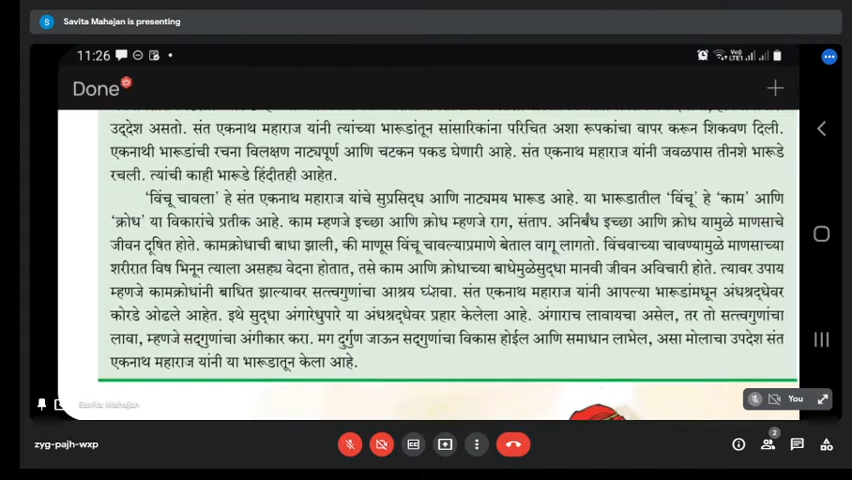 S Savita Mahajan is presenting
11:26
Vo)) LTE1
Done
उद्देश असतो. संत एकनाथ महाराज यांनी त्यांच्या भारूडांतून सांसारिकांना परिचित अशा रूपकांचा वापर करून शिकवण दिली.
एकनाथी भारूडांची रचना विलक्षण नाट्यपूर्ण आणि चटकन पकड घेणारी आहे. संत एकनाथ महाराज यांनी जवळपास तीनशे भारूडे
रचली. त्यांची काही भारूडे हिंदीतही आहेत.
‘विंचू चावला’ हे संत एकनाथ महाराज यांचे सुप्रसिद्ध आणि नाट्यमय भारूड आहे. या भारूडातील ‘विंचू’ हे ‘काम’ आणि
‘क्रोध’ या विकारांचे प्रतीक आहे. काम म्हणजे इच्छा आणि क्रोध म्हणजे राग, संताप. अनिर्बंध इच्छा आणि क्रोध यामुळे माणसाचे
जीवन दूषित होते. कामक्रोधाची बाधा झाली, की माणूस विंचू चावल्याप्रमाणे बेताल वागू लागतो. विंचवाच्या चावण्यामुळे माणसाच्या
शरीरात विष भिनून त्याला असह्य वेदना होतात, तसे काम आणि क्रोधाच्या बाधेमुळेसुद्धा मानवी जीवन अविचारी होते. त्यावर उपाय
म्हणजे कामक्रोधांनी बाधित झाल्यावर सत्त्वगुणांचा आश्रय घ्यावा. संत एकनाथ महाराज यांनी आपल्या भारूडांमधून अंधश्रद्धेवर
कोरडे ओढले आहेत. इथे सुद्धा अंगारेधुपारे या अंधश्रद्धेवर प्रहार केलेला आहे. अंगाराच लावायचा असेल, तर तो सत्त्वगुणांचा
लावा, म्हणजे सद्गुणांचा अंगीकार करा. मग दुर्गुण जाऊन सद्गुणांचा विकास होईल आणि समाधान लाभेल, असा मोलाचा उपदेश संत
एकनाथ महाराज यांनी या भारूडातून केला आहे.
Savita Mahajan
You
zyg-pajh-wxp
2